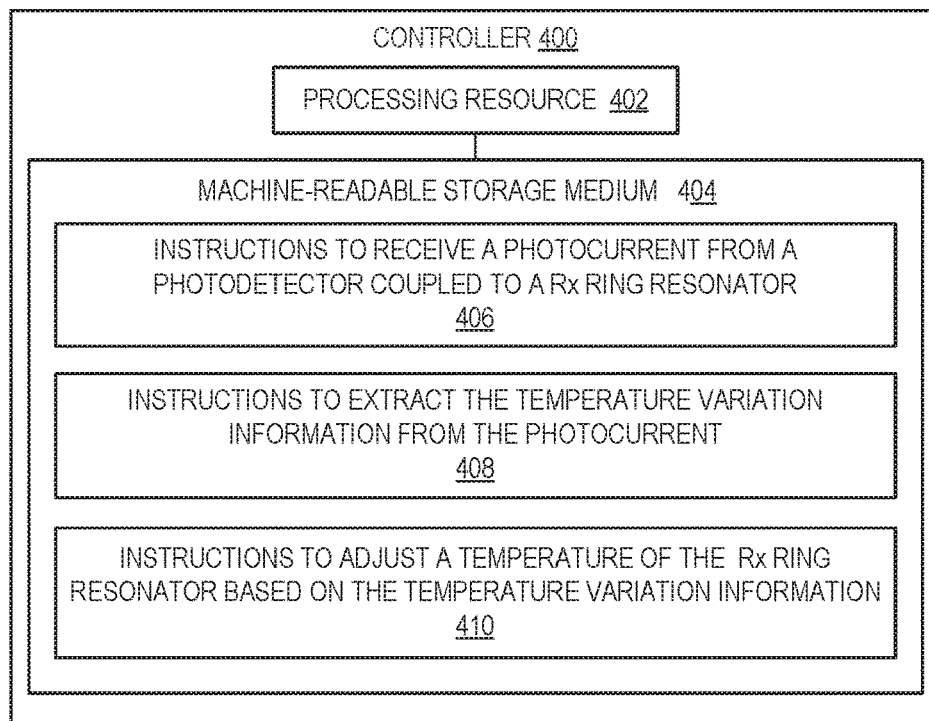 CONTROLLER 400
PROCESSING RESOURCE 402
MACHINE-READABLE STORAGE MEDIUM 404
INSTRUCTIONS TO RECEIVE A PHOTOCURRENT FROM A
PHOTODETECTOR COUPLED TO A Rx RING RESONATOR
406
INSTRUCTIONS TO EXTRACT THE TEMPERATURE VARIATION
INFORMATION FROM THE PHOTOCURRENT
408
INSTRUCTIONS TO ADJUST A TEMPERATURE OF THE Rx RING
RESONATOR BASED ON THE TEMPERATURE VARIATION INFORMATION
410